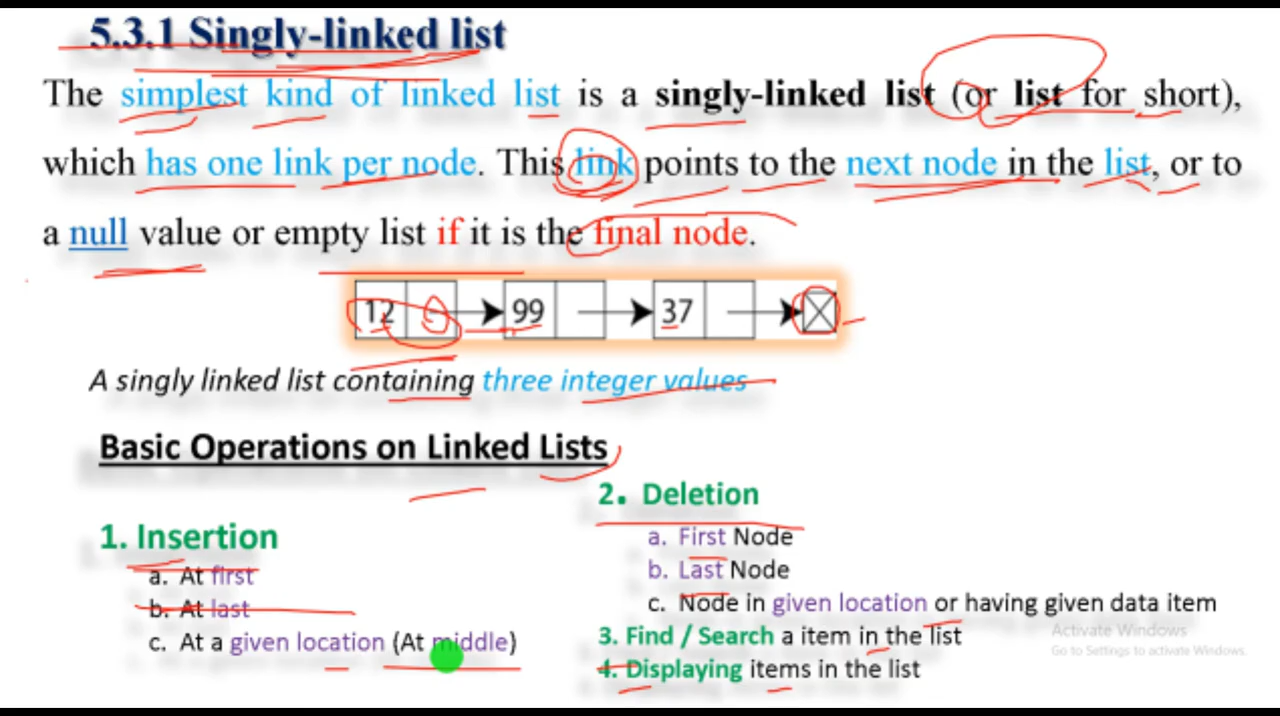 5.3.1 Singly-linked list
The simplest kind of linked list is a singly-linked list (or list for short),
which has one link per node. This link points to the next node in the list, or to
a null value or empty list if it is the final node.
12 99 37
A singly linked list containing three integer values
Basic Operations on Linked Lists
1. Insertion
a. At first
b. At last
c. At a given location (At middle)
2. Deletion
a. First Node
b. Last Node
c. Node in given location or having given data item
3. Find / Search a item in the list
4. Displaying items in the list
Activate Windows
Go to Settings to activate Windows.